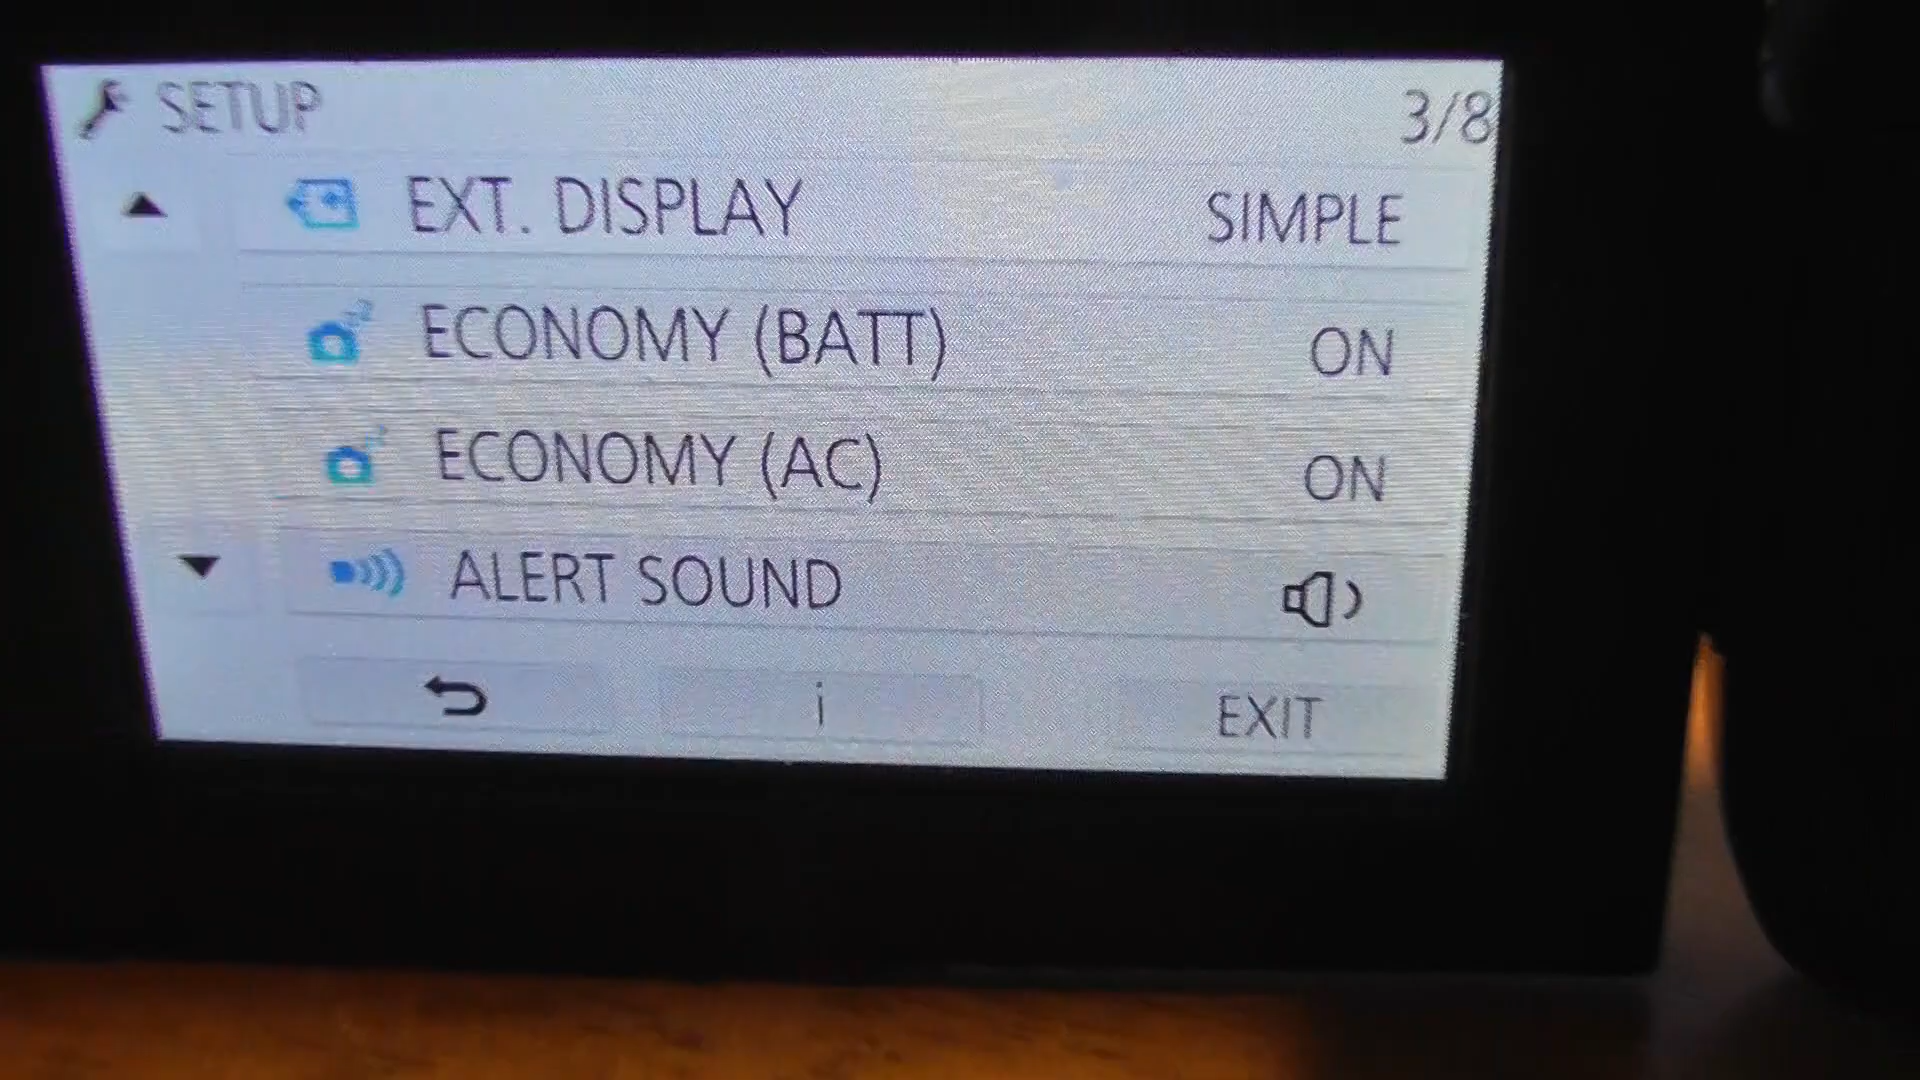 SETUP 3/8
EXT. DISPLAY SIMPLE
ECONOMY (BATT) ON
ECONOMY (AC) ON
ALERT SOUND
i EXIT